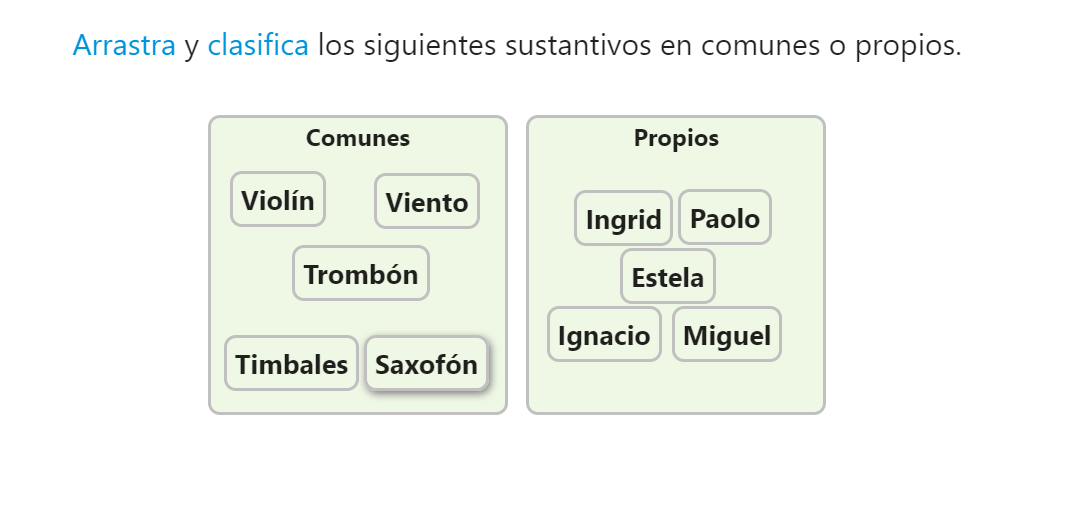 Arrastra y clasifica los siguientes sustantivos en comunes o propios.
Comunes
Violín
Viento
Trombón
Timbales
Saxofón
Propios
Ingrid
Paolo
Estela
Ignacio
Miguel